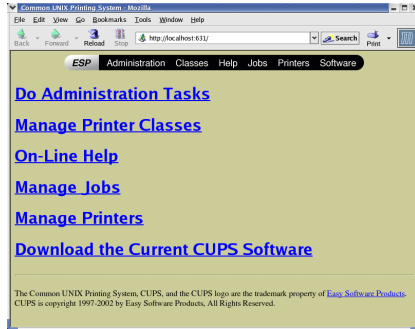 Common UNIX Printing System - Mozilla
File Edit View Go Bookmarks Tools Window Help
Back Forward Reload Stop http://localhost:631/ Search Print
ESP Administration Classes Help Jobs Printers Software
Do Administration Tasks
Manage Printer Classes
On-Line Help
Manage Jobs
Manage Printers
Download the Current CUPS Software
The Common UNIX Printing System, CUPS, and the CUPS logo are the trademark property of Easy Software Products.
CUPS is copyright 1997-2002 by Easy Software Products, All Rights Reserved.